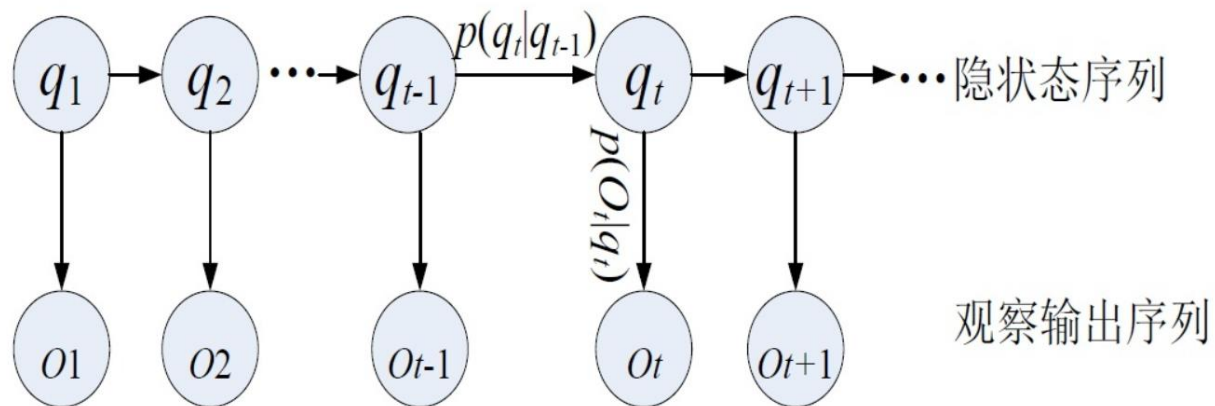 p(qₜ|qₜ₋₁)
q₁ q₂ ••• qₜ₋₁ qₜ qₜ₊₁ ••• 隐状态序列
p(Oₜ|qₜ)
O1 O2 Ot-1 Ot Ot+1 观察输出序列